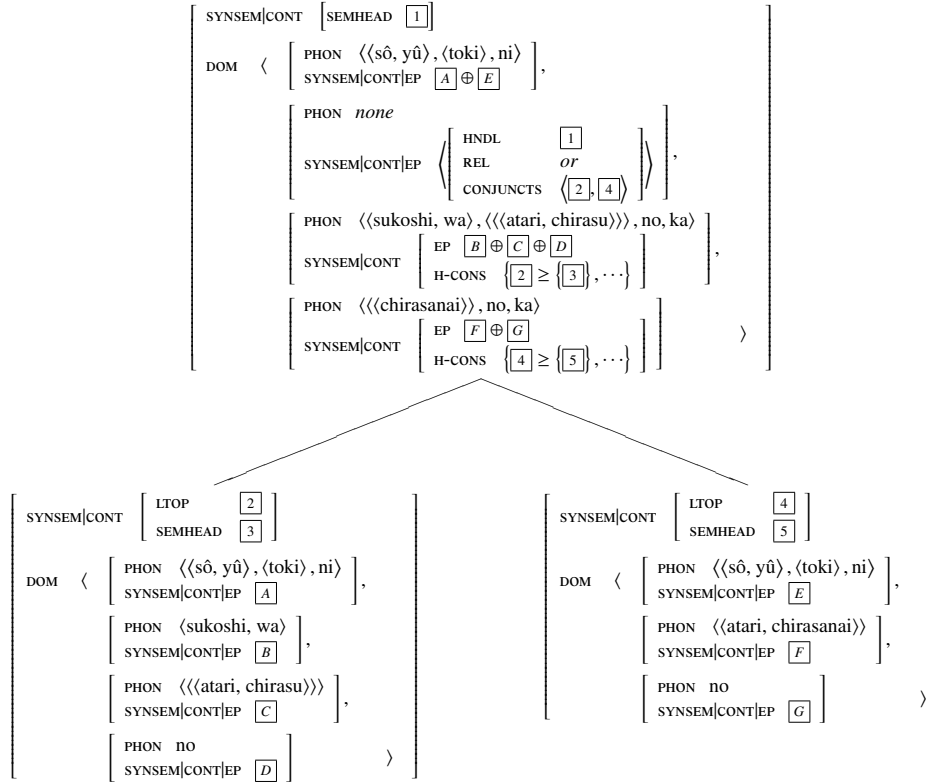 SYNSEM|CONT [SEMHEAD 1]
DOM ⟨ [PHON ⟨⟨sô, yû⟩, ⟨toki⟩, ni⟩
SYNSEM|CONT|EP A ⊕ E],
[PHON none
HNDL 1
SYNSEM|CONT|EP ⟨[REL or]⟩],
CONJUNCTS ⟨2, 4⟩
[PHON ⟨⟨sukoshi, wa⟩, ⟨⟨⟨atari, chirasu⟩⟩⟩, no, ka⟩
EP B ⊕ C ⊕ D
SYNSEM|CONT
H-CONS {2 ≥ {3}, ···}],
[PHON ⟨⟨⟨chirasanai⟩⟩, no, ka⟩
EP F ⊕ G
SYNSEM|CONT
H-CONS {4 ≥ {5}, ···}] ⟩
LTOP 2
SYNSEM|CONT
SEMHEAD 3
DOM ⟨ [PHON ⟨⟨sô, yû⟩, ⟨toki⟩, ni⟩
SYNSEM|CONT|EP A],
[PHON ⟨sukoshi, wa⟩
SYNSEM|CONT|EP B],
[PHON ⟨⟨⟨atari, chirasu⟩⟩⟩
SYNSEM|CONT|EP C],
[PHON no
SYNSEM|CONT|EP D] ⟩
LTOP 4
SYNSEM|CONT
SEMHEAD 5
DOM ⟨ [PHON ⟨⟨sô, yû⟩, ⟨toki⟩, ni⟩
SYNSEM|CONT|EP E],
[PHON ⟨⟨atari, chirasanai⟩⟩
SYNSEM|CONT|EP F],
[PHON no
SYNSEM|CONT|EP G] ⟩